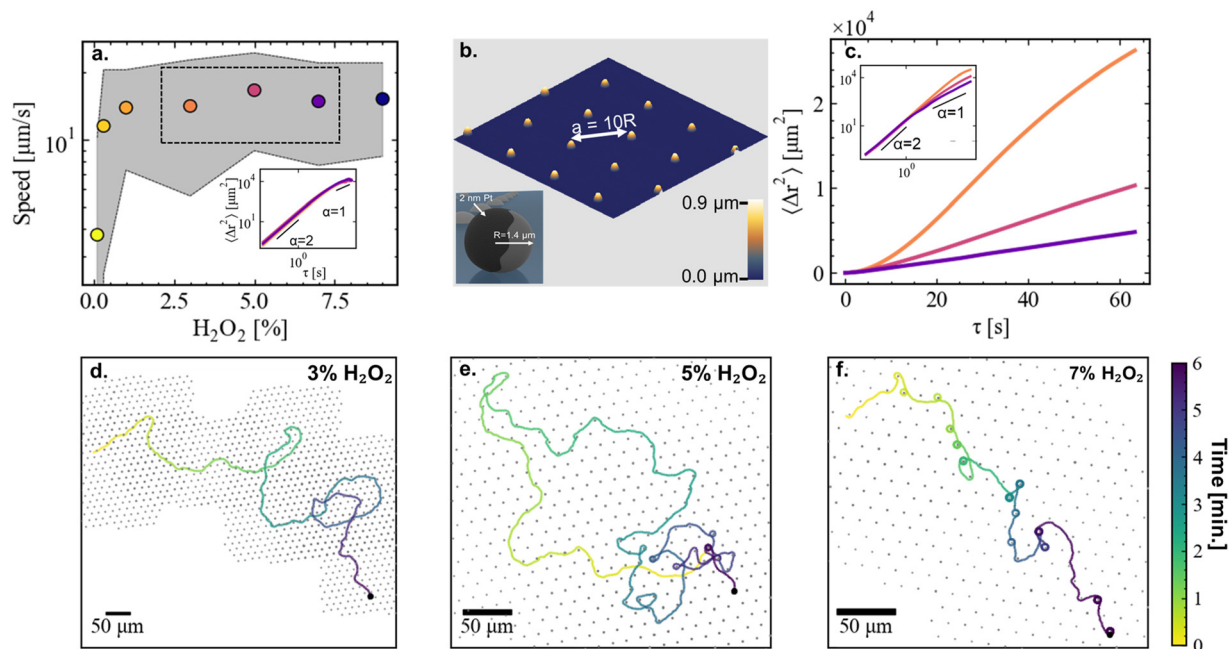 a.
Speed [μm/s]
10¹
0.0 2.5 5.0 7.5
H₂O₂ [%]
⟨Δr²⟩ [μm²]
10⁴
10¹
α=1
α=2
10⁰
τ [s]
b.
a = 10R
2 nm Pt
R=1.4 μm
0.9 μm
0.0 μm
c.
×10⁴
⟨Δr²⟩ [μm²]
2
1
0
0 20 40 60
τ [s]
10⁴
10¹
α=1
α=2
10⁰
d.
3% H₂O₂
50 μm
e.
5% H₂O₂
50 μm
f.
7% H₂O₂
50 μm
6
5
4
3
2
1
0
Time [min.]